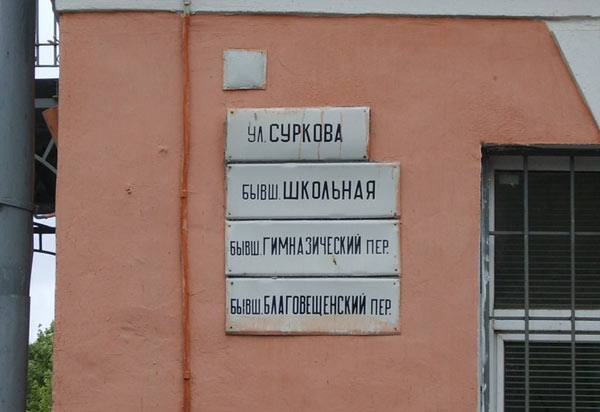 УЛ. СУРКОВА
БЫВШ. ШКОЛЬНАЯ
БЫВШ. ГИМНАЗИЧЕСКИЙ ПЕР.
БЫВШ. БЛАГОВЕЩЕНСКИЙ ПЕР.